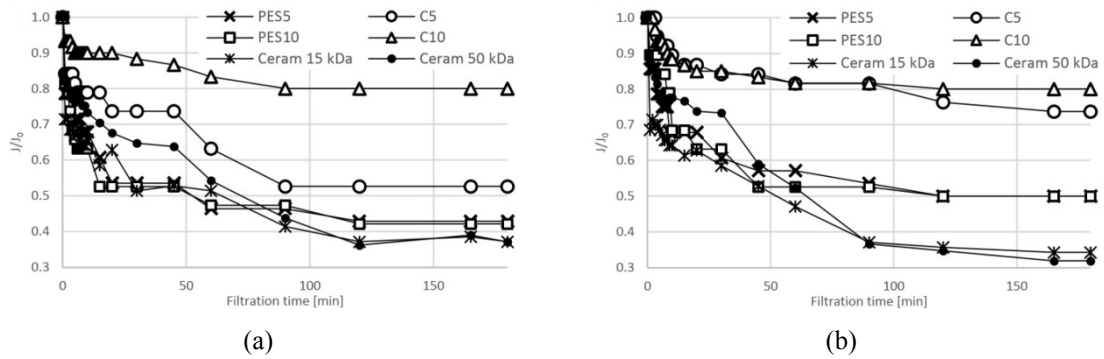 PES5 C5
PES10 C10
Ceram 15 kDa Ceram 50 kDa
1.0
0.9
0.8
0.7
0.6
0.5
0.4
0.3
J/J₀
0 50 100 150
Filtration time [min]
(a)
PES5 C5
PES10 C10
Ceram 15 kDa Ceram 50 kDa
1.0
0.9
0.8
0.7
0.6
0.5
0.4
0.3
J/J₀
0 50 100 150
Filtration time [min]
(b)